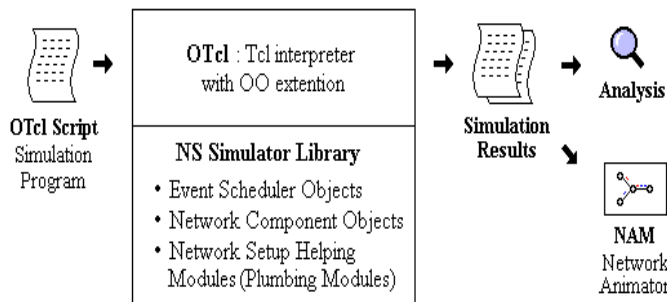 OTcl Script
Simulation
Program
OTcl : Tcl interpreter
with OO extention
NS Simulator Library
• Event Scheduler Objects
• Network Component Objects
• Network Setup Helping
Modules (Plumbing Modules)
Simulation
Results
Analysis
NAM
Network
Animator